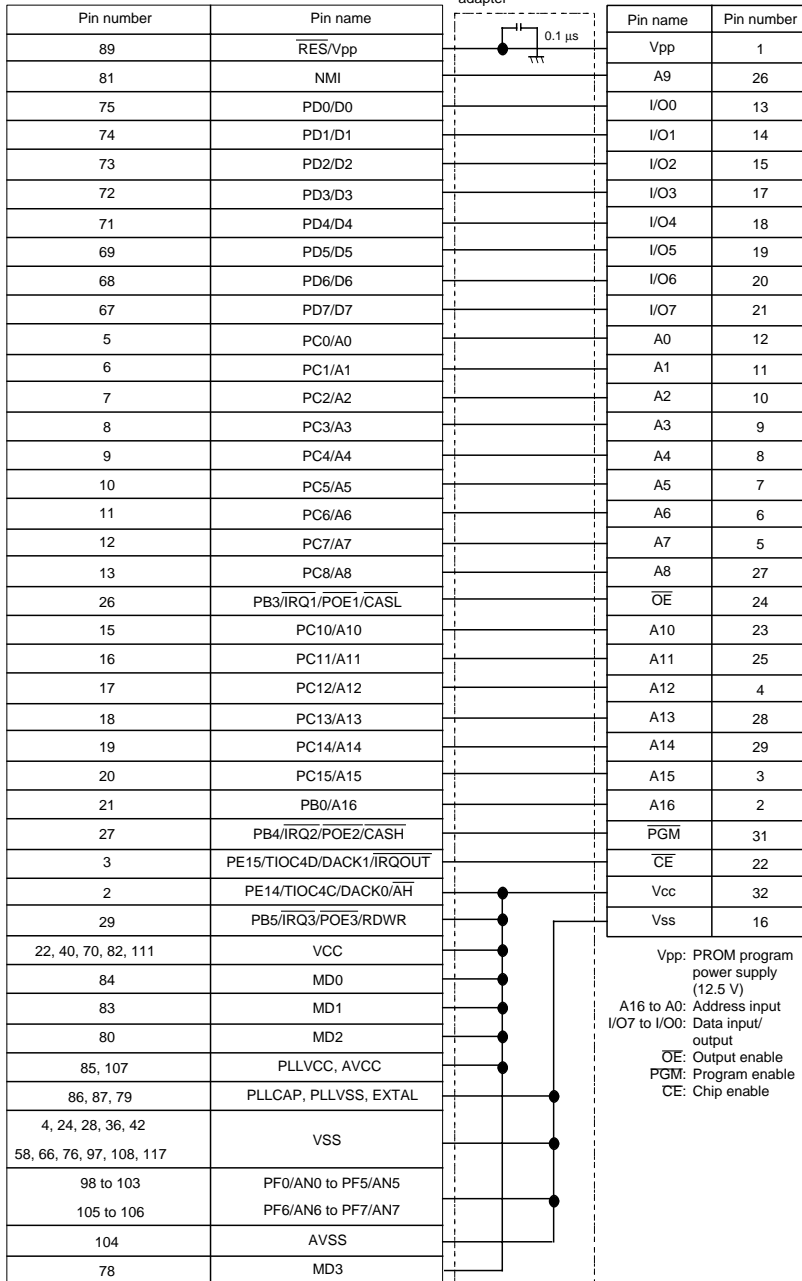 adapter
Pin number Pin name Pin name Pin number
0.1 μs
89 RES/Vpp Vpp 1
81 NMI A9 26
75 PD0/D0 I/O0 13
74 PD1/D1 I/O1 14
73 PD2/D2 I/O2 15
72 PD3/D3 I/O3 17
71 PD4/D4 I/O4 18
69 PD5/D5 I/O5 19
68 PD6/D6 I/O6 20
67 PD7/D7 I/O7 21
5 PC0/A0 A0 12
6 PC1/A1 A1 11
7 PC2/A2 A2 10
8 PC3/A3 A3 9
9 PC4/A4 A4 8
10 PC5/A5 A5 7
11 PC6/A6 A6 6
12 PC7/A7 A7 5
13 PC8/A8 A8 27
26 PB3/IRQ1/POE1/CASL OE 24
15 PC10/A10 A10 23
16 PC11/A11 A11 25
17 PC12/A12 A12 4
18 PC13/A13 A13 28
19 PC14/A14 A14 29
20 PC15/A15 A15 3
21 PB0/A16 A16 2
27 PB4/IRQ2/POE2/CASH PGM 31
3 PE15/TIOC4D/DACK1/IRQOUT CE 22
2 PE14/TIOC4C/DACK0/AH Vcc 32
29 PB5/IRQ3/POE3/RDWR Vss 16
22, 40, 70, 82, 111 VCC
84 MD0
83 MD1
80 MD2
85, 107 PLLVCC, AVCC
86, 87, 79 PLLCAP, PLLVSS, EXTAL
4, 24, 28, 36, 42
58, 66, 76, 97, 108, 117 VSS
98 to 103 PF0/AN0 to PF5/AN5
105 to 106 PF6/AN6 to PF7/AN7
104 AVSS
78 MD3
Vpp: PROM program
power supply
(12.5 V)
A16 to A0: Address input
I/O7 to I/O0: Data input/
output
OE: Output enable
PGM: Program enable
CE: Chip enable